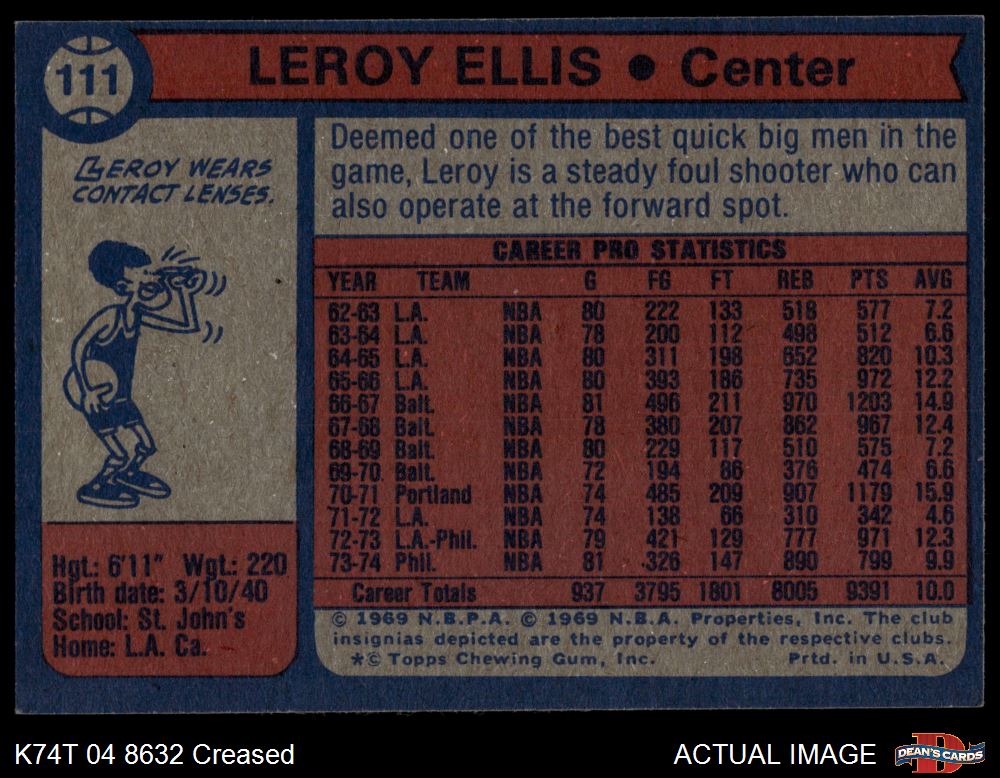 111
LEROY ELLIS • Center
LEROY WEARS
CONTACT LENSES.
Deemed one of the best quick big men in the
game, Leroy is a steady foul shooter who can
also operate at the forward spot.
CAREER PRO STATISTICS
YEAR TEAM G FG FT REB PTS AVG
62-63 L.A. NBA 80 222 133 518 577 7.2
63-64 L.A. NBA 78 200 112 498 512 6.6
64-65 L.A. NBA 80 311 198 652 820 10.3
65-66 L.A. NBA 80 393 186 735 972 12.2
66-67 Balt. NBA 81 496 211 970 1203 14.9
67-68 Balt. NBA 78 380 207 862 967 12.4
68-69 Balt. NBA 80 229 117 510 575 7.2
69-70 Balt. NBA 72 194 86 376 474 6.6
70-71 Portland NBA 74 485 209 907 1179 15.9
71-72 L.A. NBA 74 138 66 310 342 4.6
72-73 L.A.-Phil. NBA 79 421 129 777 971 12.3
73-74 Phil. NBA 81 326 147 890 799 9.9
Career Totals 937 3795 1801 8005 9391 10.0
Hgt.: 6'11" Wgt.: 220
Birth date: 3/10/40
School: St. John's
Home: L.A. Ca.
© 1969 N.B.P.A. © 1969 N.B.A. Properties, Inc. The club
insignias depicted are the property of the respective clubs.
*© Topps Chewing Gum, Inc. Prtd. in U.S.A.
K74T 04 8632 Creased
ACTUAL IMAGE
DEAN'S CARDS